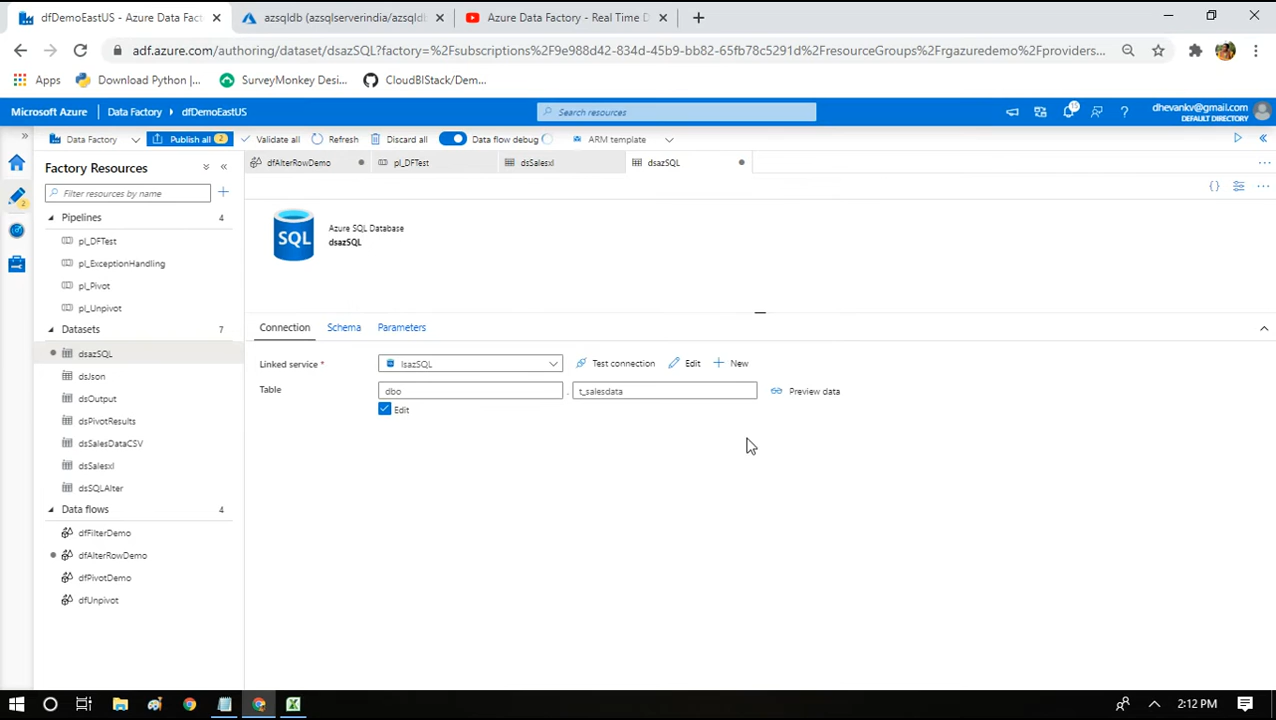 dfDemoEastUS - Azure Data Factory
azsqldb (azsqlserverindia/azsqldb
Azure Data Factory - Real Time D
adf.azure.com/authoring/dataset/dsazSQL?factory=%2Fsubscriptions%2F9e988d42-834d-45b9-bb82-65fb78c5291d%2FresourceGroups%2Frgazuredemo%2Fproviders...
Apps
Download Python |...
SurveyMonkey Desi...
CloudBIStack/Dem...
Microsoft Azure
Data Factory
dfDemoEastUS
Search resources
15
dhevankv@gmail.com
DEFAULT DIRECTORY
Data Factory
Publish all 2
Validate all
Refresh
Discard all
Data flow debug
ARM template
Factory Resources
Filter resources by name
Pipelines 4
pl_DFTest
pl_ExceptionHandling
pl_Pivot
pl_Unpivot
Datasets 7
dsazSQL
dsJson
dsOutput
dsPivotResults
dsSalesDataCSV
dsSalesxl
dsSQLAlter
Data flows 4
dfFilterDemo
dfAlterRowDemo
dfPivotDemo
dfUnpivot
2
dfAlterRowDemo
pl_DFTest
dsSalesxl
dsazSQL
SQL
Azure SQL Database
dsazSQL
Connection
Schema
Parameters
Linked service *
lsazSQL
Test connection
Edit
New
Table
dbo . t_salesdata
Preview data
Edit
2:12 PM